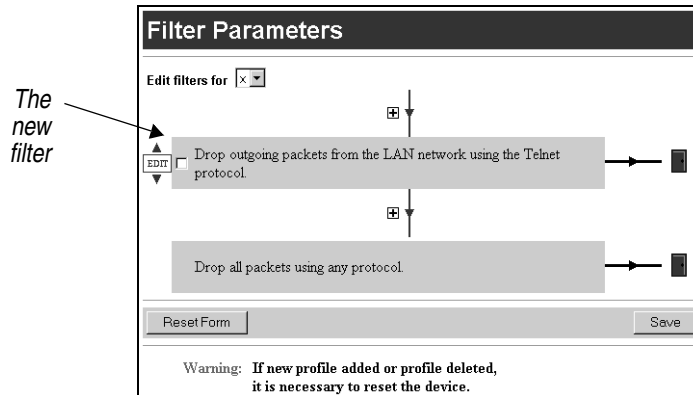 Filter Parameters
Edit filters for x
The
new
filter
EDIT
Drop outgoing packets from the LAN network using the Telnet
protocol.
Drop all packets using any protocol.
Reset Form
Save
Warning: If new profile added or profile deleted,
it is necessary to reset the device.